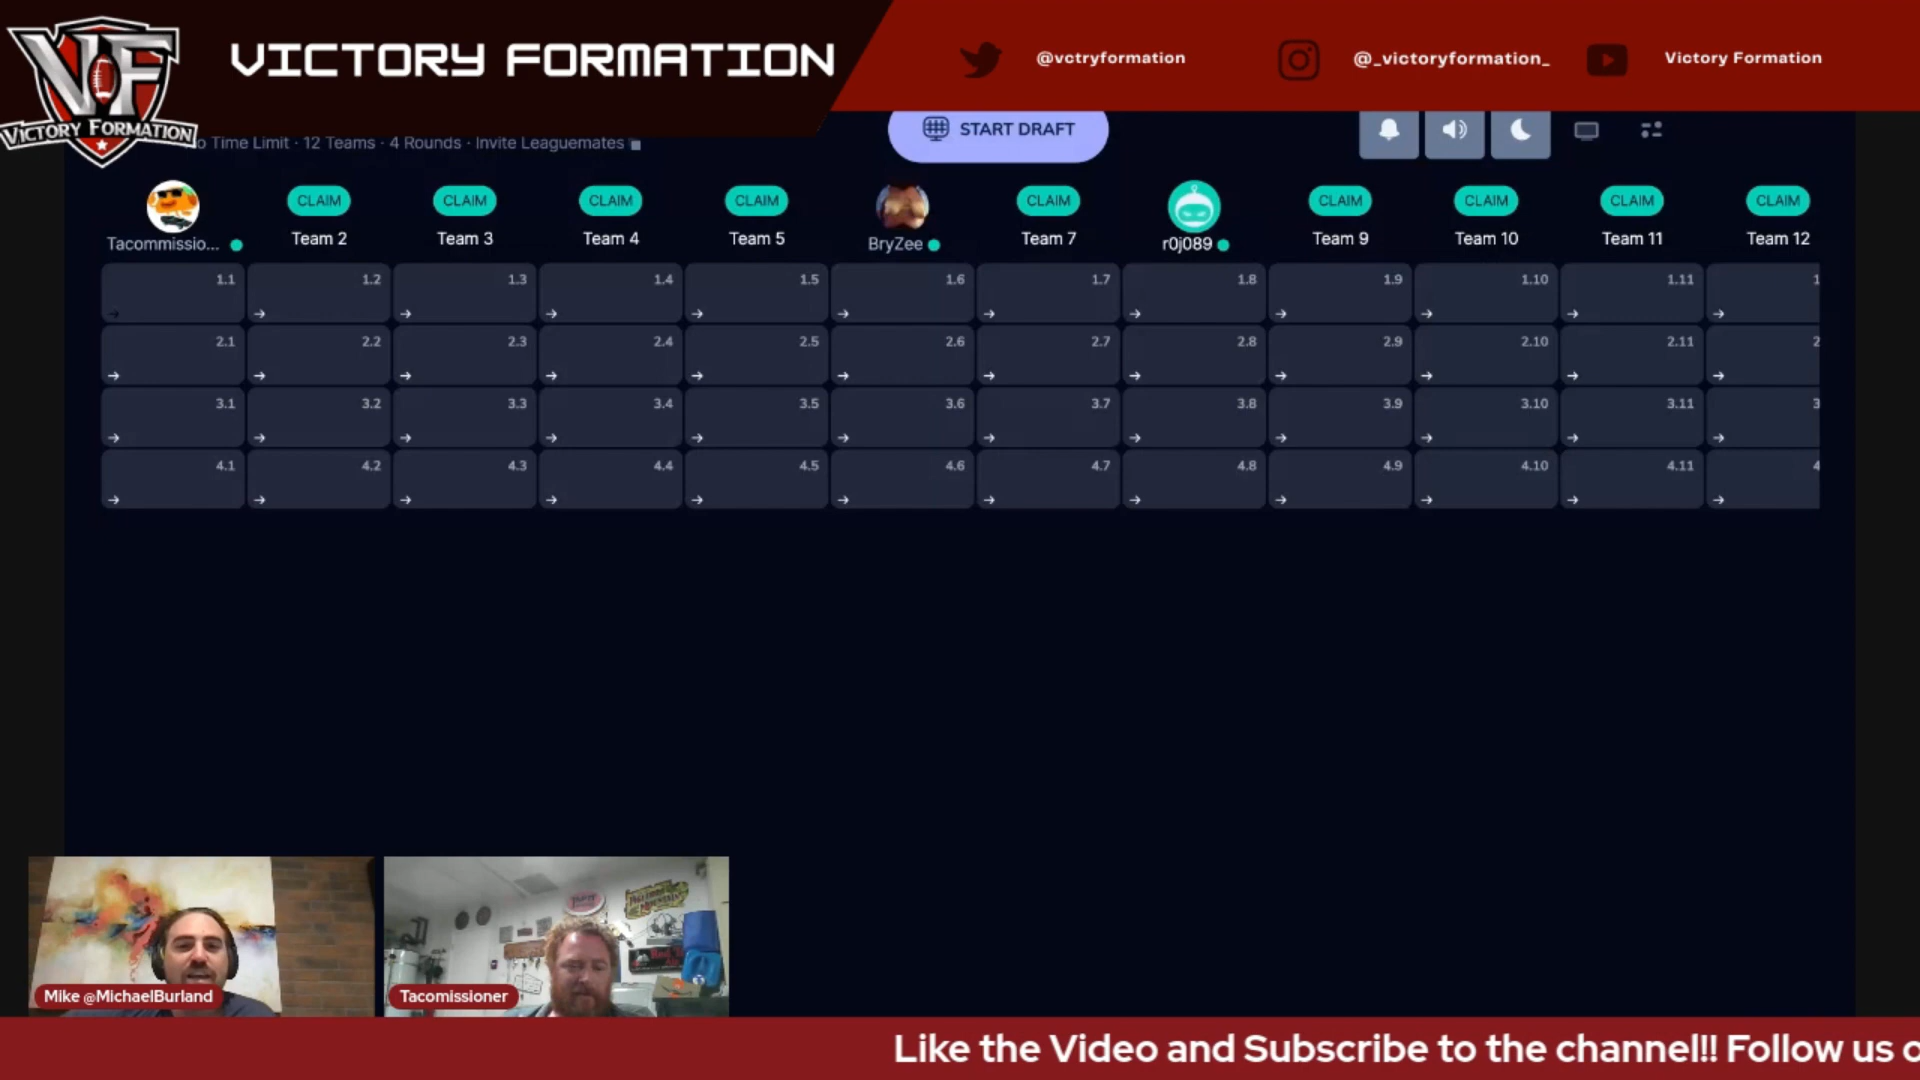 VICTORY FORMATION
@vctryformation
@_victoryformation_
Victory Formation
VF
VICTORY FORMATION
o Time Limit · 12 Teams · 4 Rounds · Invite Leaguemates
START DRAFT
CLAIM CLAIM CLAIM CLAIM CLAIM CLAIM CLAIM CLAIM CLAIM
Tacommissio... Team 2 Team 3 Team 4 Team 5 BryZee Team 7 r0j089 Team 9 Team 10 Team 11 Team 12
1.1 1.2 1.3 1.4 1.5 1.6 1.7 1.8 1.9 1.10 1.11 1
2.1 2.2 2.3 2.4 2.5 2.6 2.7 2.8 2.9 2.10 2.11 2
3.1 3.2 3.3 3.4 3.5 3.6 3.7 3.8 3.9 3.10 3.11 3
4.1 4.2 4.3 4.4 4.5 4.6 4.7 4.8 4.9 4.10 4.11 4
Mike @MichaelBurland
Tacomissioner
Like the Video and Subscribe to the channel!! Follow us o